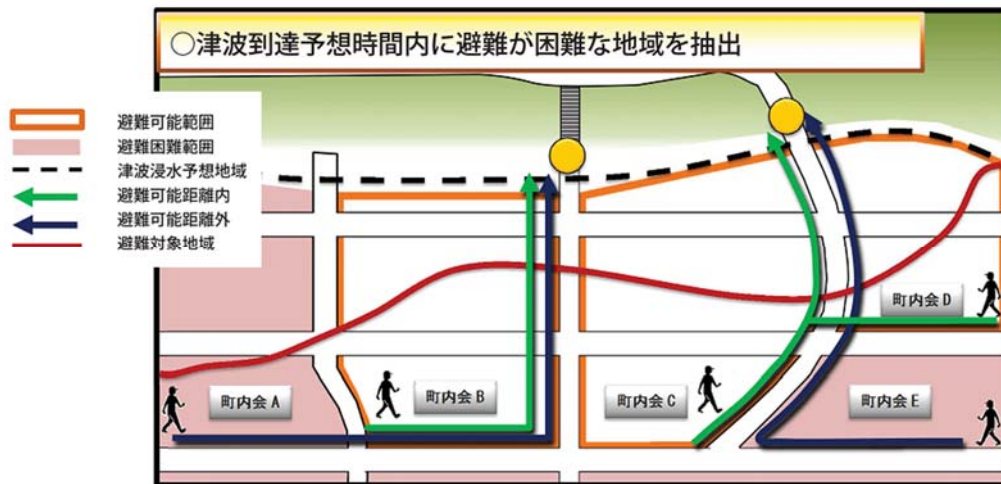 ○津波到達予想時間内に避難が困難な地域を抽出
避難可能範囲
避難困難範囲
津波浸水予想地域
避難可能距離内
避難可能距離外
避難対象地域
町内会D
町内会A
町内会B
町内会C
町内会E